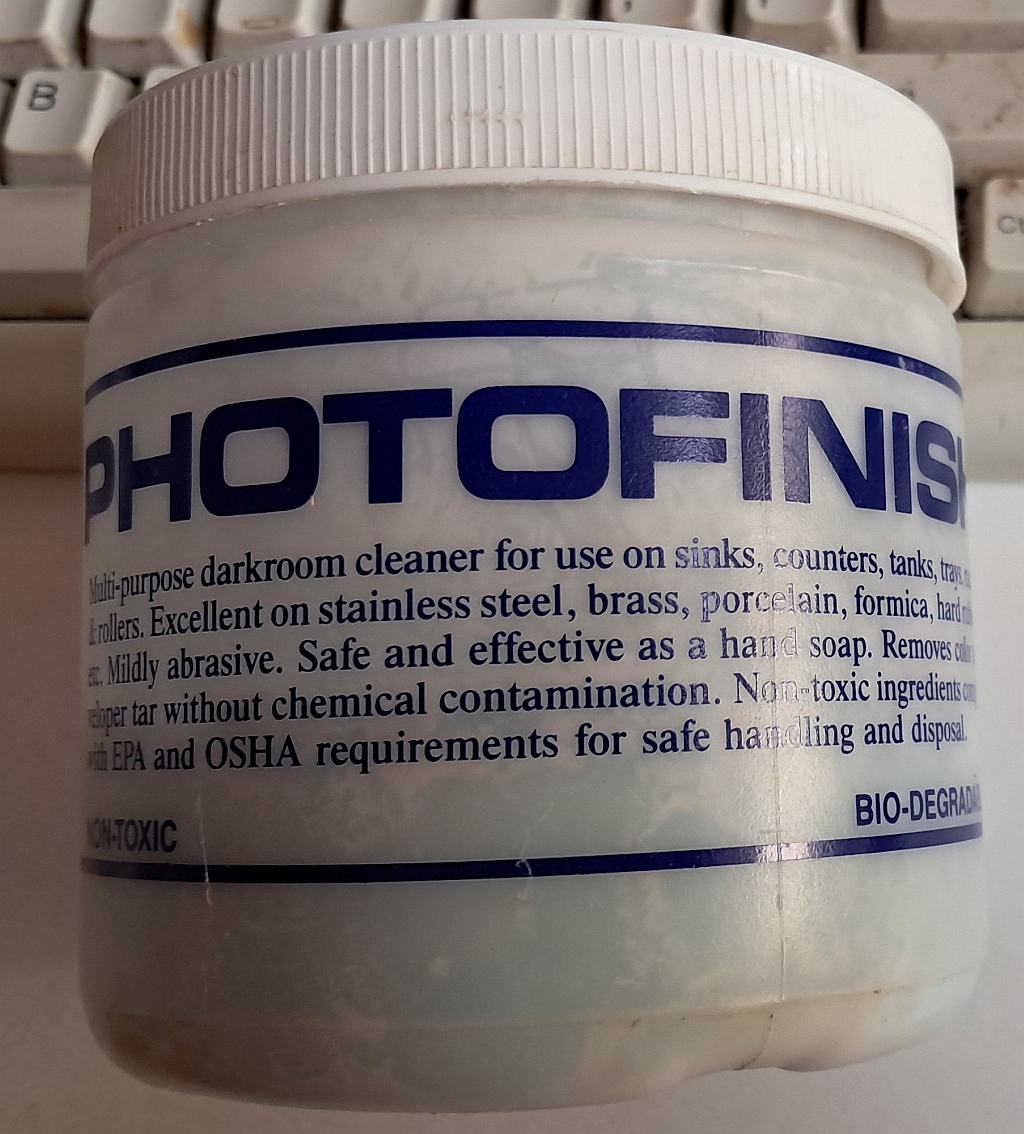 B
PHOTOFINISH
Multi-purpose darkroom cleaner for use on sinks, counters, tanks, trays,
& rollers. Excellent on stainless steel, brass, porcelain, formica, hard
etc. Mildly abrasive. Safe and effective as a hand soap. Removes
veloper tar without chemical contamination. Non-toxic ingredients
with EPA and OSHA requirements for safe handling and disposal.
NON-TOXIC
BIO-DEGRADA